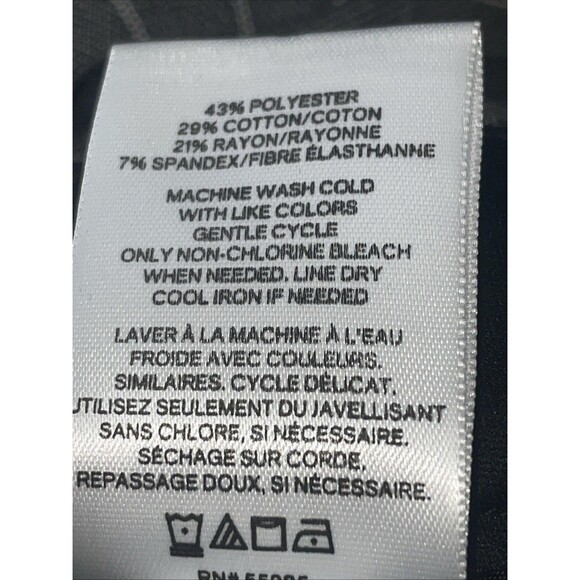 43% POLYESTER
29% COTTON/COTON
21% RAYON/RAYONNE
7% SPANDEX/FIBRE ÉLASTHANNE
MACHINE WASH COLD
WITH LIKE COLORS
GENTLE CYCLE
ONLY NON-CHLORINE BLEACH
WHEN NEEDED. LINE DRY
COOL IRON IF NEEDED
LAVER À LA MACHINE À L'EAU
FROIDE AVEC COULEURS.
SIMILAIRES. CYCLE DÉLICAT.
UTILISEZ SEULEMENT DU JAVELLISANT
SANS CHLORE, SI NÉCESSAIRE.
SÉCHAGE SUR CORDE.
REPASSAGE DOUX, SI NÉCESSAIRE.
RN#